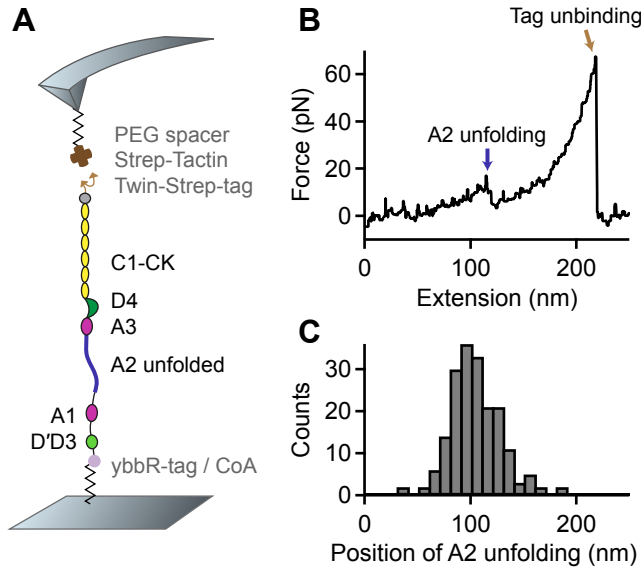 A
PEG spacer
Strep-Tactin
Twin-Strep-tag
C1-CK
D4
A3
A2 unfolded
A1
D′D3
ybbR-tag / CoA
B
Tag unbinding
A2 unfolding
Force (pN)
60
40
20
0
0
100
200
Extension (nm)
C
Counts
30
20
10
0
0
100
200
Position of A2 unfolding (nm)